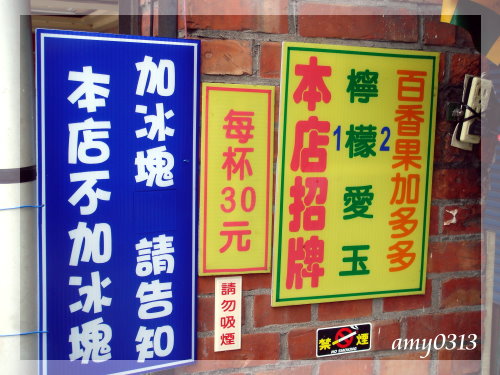 本店不加冰塊
加冰塊 請告知
每杯30元
本店招牌
1 檸檬愛玉
2 百香果加多多
請勿吸煙
禁煙
NO SMOKING
amy0313